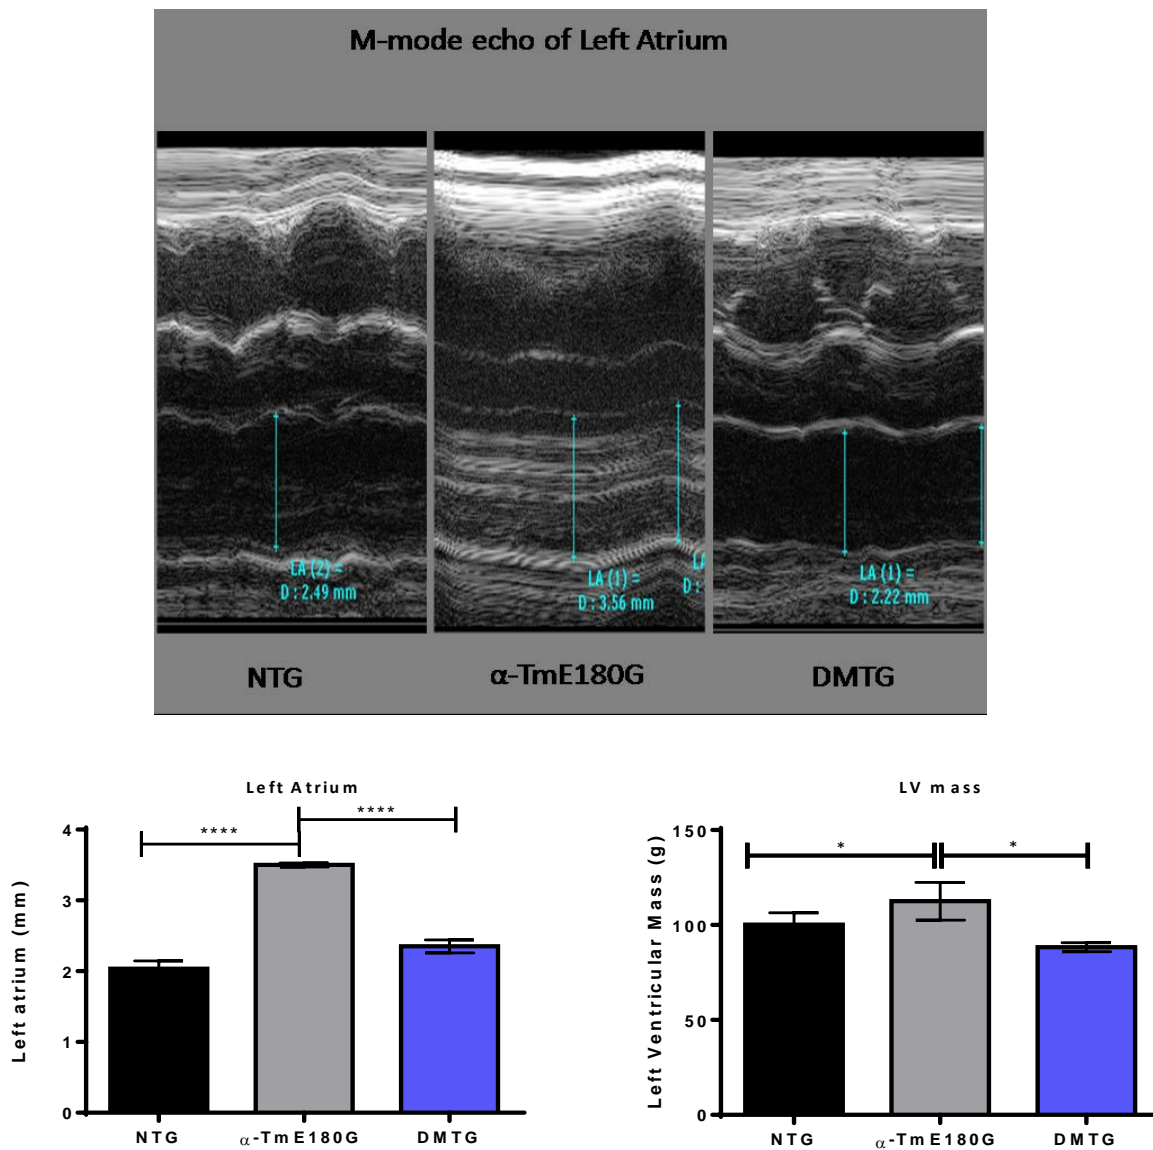 M-mode echo of Left Atrium
LA (2) =
D : 2.49 mm
LA (1) =
D : 3.56 mm
LA
D :
LA (1) =
D : 2.22 mm
NTG
α-TmE180G
DMTG
Left Atrium
****
****
Left atrium (mm)
4
3
2
1
0
NTG
α-TmE180G
DMTG
LV mass
*
*
Left Ventricular Mass (g)
150
100
50
0
NTG
α-TmE180G
DMTG